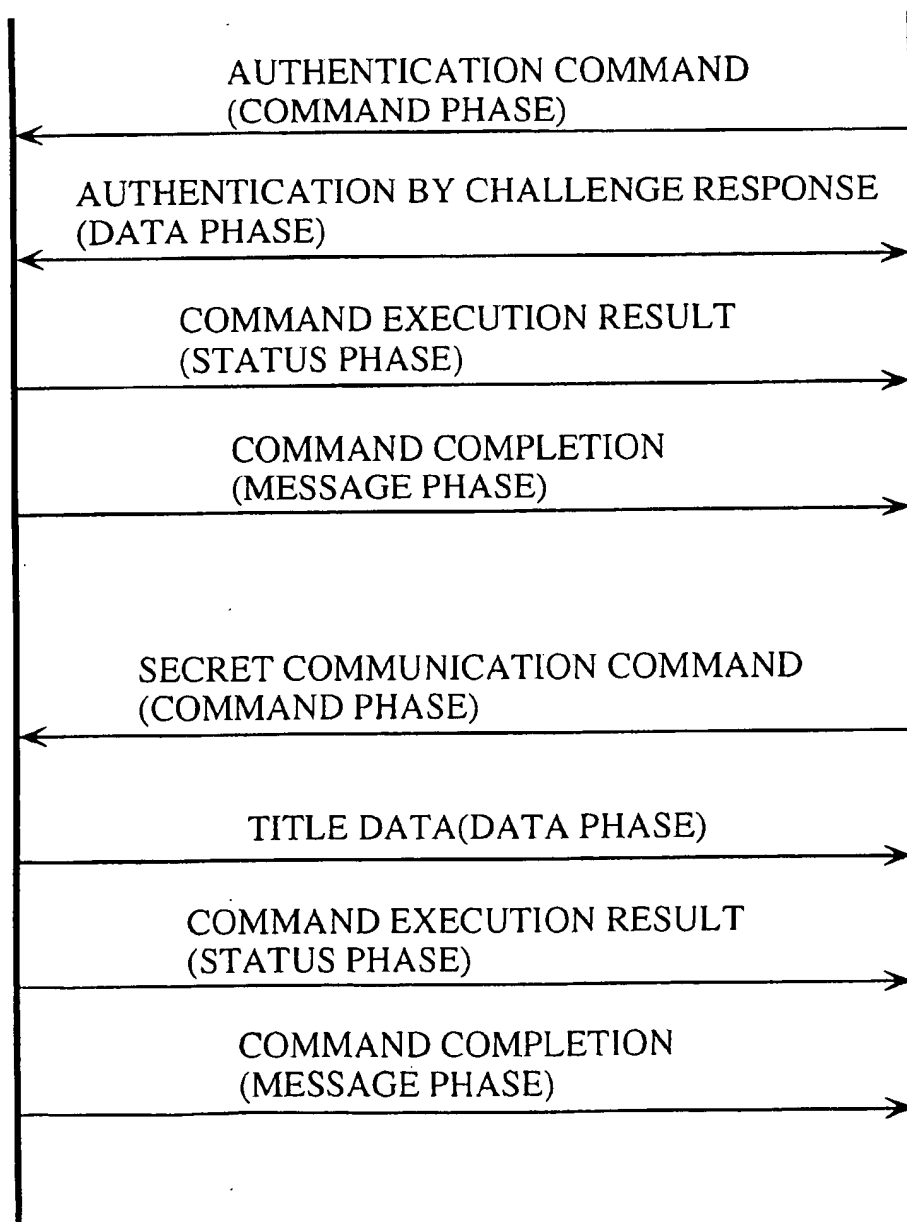 AUTHENTICATION COMMAND
(COMMAND PHASE)
AUTHENTICATION BY CHALLENGE RESPONSE
(DATA PHASE)
COMMAND EXECUTION RESULT
(STATUS PHASE)
COMMAND COMPLETION
(MESSAGE PHASE)
SECRET COMMUNICATION COMMAND
(COMMAND PHASE)
TITLE DATA(DATA PHASE)
COMMAND EXECUTION RESULT
(STATUS PHASE)
COMMAND COMPLETION
(MESSAGE PHASE)